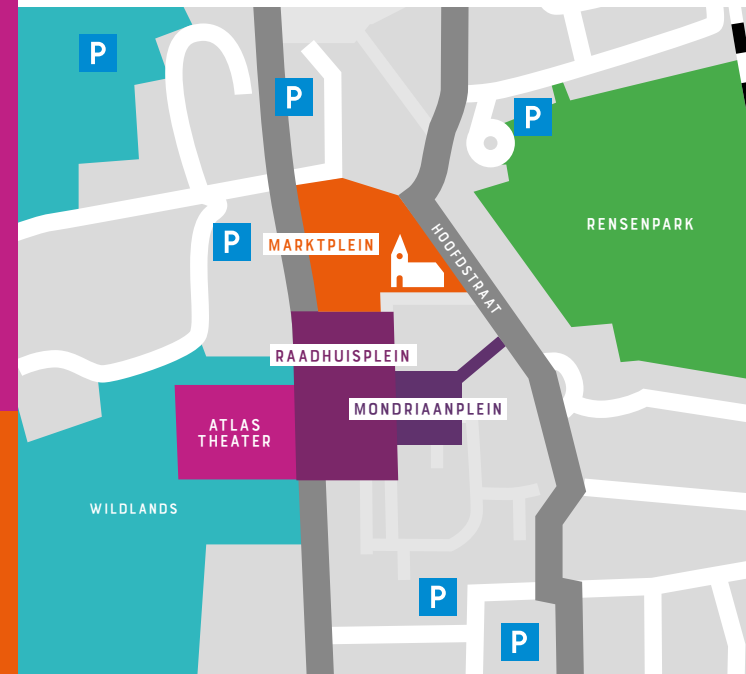 P
P
P
RENSENPARK
P
MARKTPLEIN
HOOFDSTRAAT
RAADHUISPLEIN
MONDRIAANPLEIN
ATLAS
THEATER
WILDLANDS
P
P